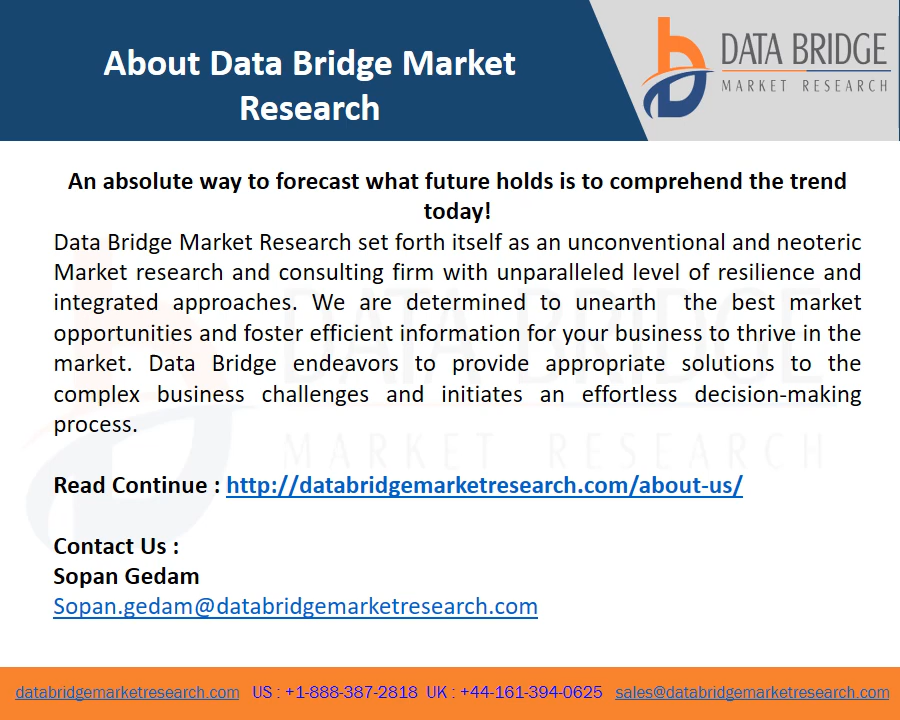 About Data Bridge Market
Research
DATA BRIDGE
MARKET RESEARCH
An absolute way to forecast what future holds is to comprehend the trend
today!
Data Bridge Market Research set forth itself as an unconventional and neoteric
Market research and consulting firm with unparalleled level of resilience and
integrated approaches. We are determined to unearth the best market
opportunities and foster efficient information for your business to thrive in the
market. Data Bridge endeavors to provide appropriate solutions to the
complex business challenges and initiates an effortless decision-making
process.
DATA BRIDGE
MARKET RESEARCH
Read Continue : http://databridgemarketresearch.com/about-us/
Contact Us :
Sopan Gedam
Sopan.gedam@databridgemarketresearch.com
databridgemarketresearch.com US : +1-888-387-2818 UK : +44-161-394-0625 sales@databridgemarketresearch.com